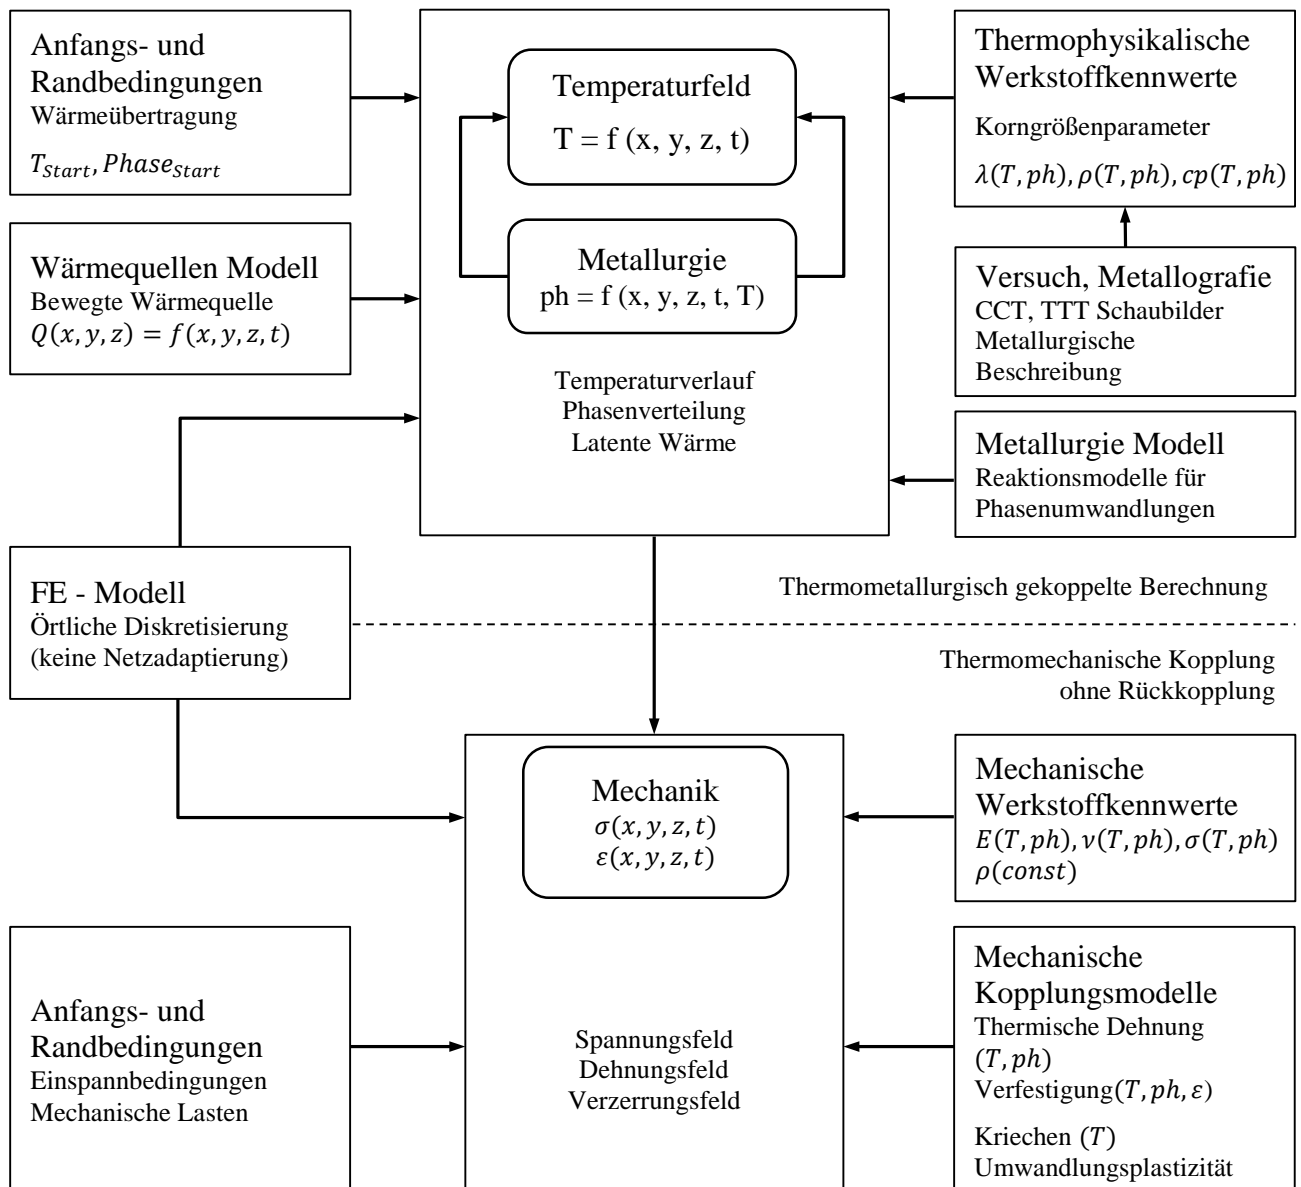 Anfangs- und
Randbedingungen
Wärmeübertragung
T_Start, Phase_Start
Wärmequellen Modell
Bewegte Wärmequelle
Q(x, y, z) = f(x, y, z, t)
FE - Modell
Örtliche Diskretisierung
(keine Netzadaptierung)
Anfangs- und
Randbedingungen
Einspannbedingungen
Mechanische Lasten
Temperaturfeld
T = f (x, y, z, t)
Metallurgie
ph = f (x, y, z, t, T)
Temperaturverlauf
Phasenverteilung
Latente Wärme
Mechanik
σ(x, y, z, t)
ε(x, y, z, t)
Spannungsfeld
Dehnungsfeld
Verzerrungsfeld
Thermophysikalische
Werkstoffkennwerte
Korngrößenparameter
λ(T, ph), ρ(T, ph), cp(T, ph)
Versuch, Metallografie
CCT, TTT Schaubilder
Metallurgische
Beschreibung
Metallurgie Modell
Reaktionsmodelle für
Phasenumwandlungen
Thermometallurgisch gekoppelte Berechnung
Thermomechanische Kopplung
ohne Rückkopplung
Mechanische
Werkstoffkennwerte
E(T, ph), ν(T, ph), σ(T, ph)
ρ(const)
Mechanische
Kopplungsmodelle
Thermische Dehnung
(T, ph)
Verfestigung(T, ph, ε)
Kriechen (T)
Umwandlungsplastizität